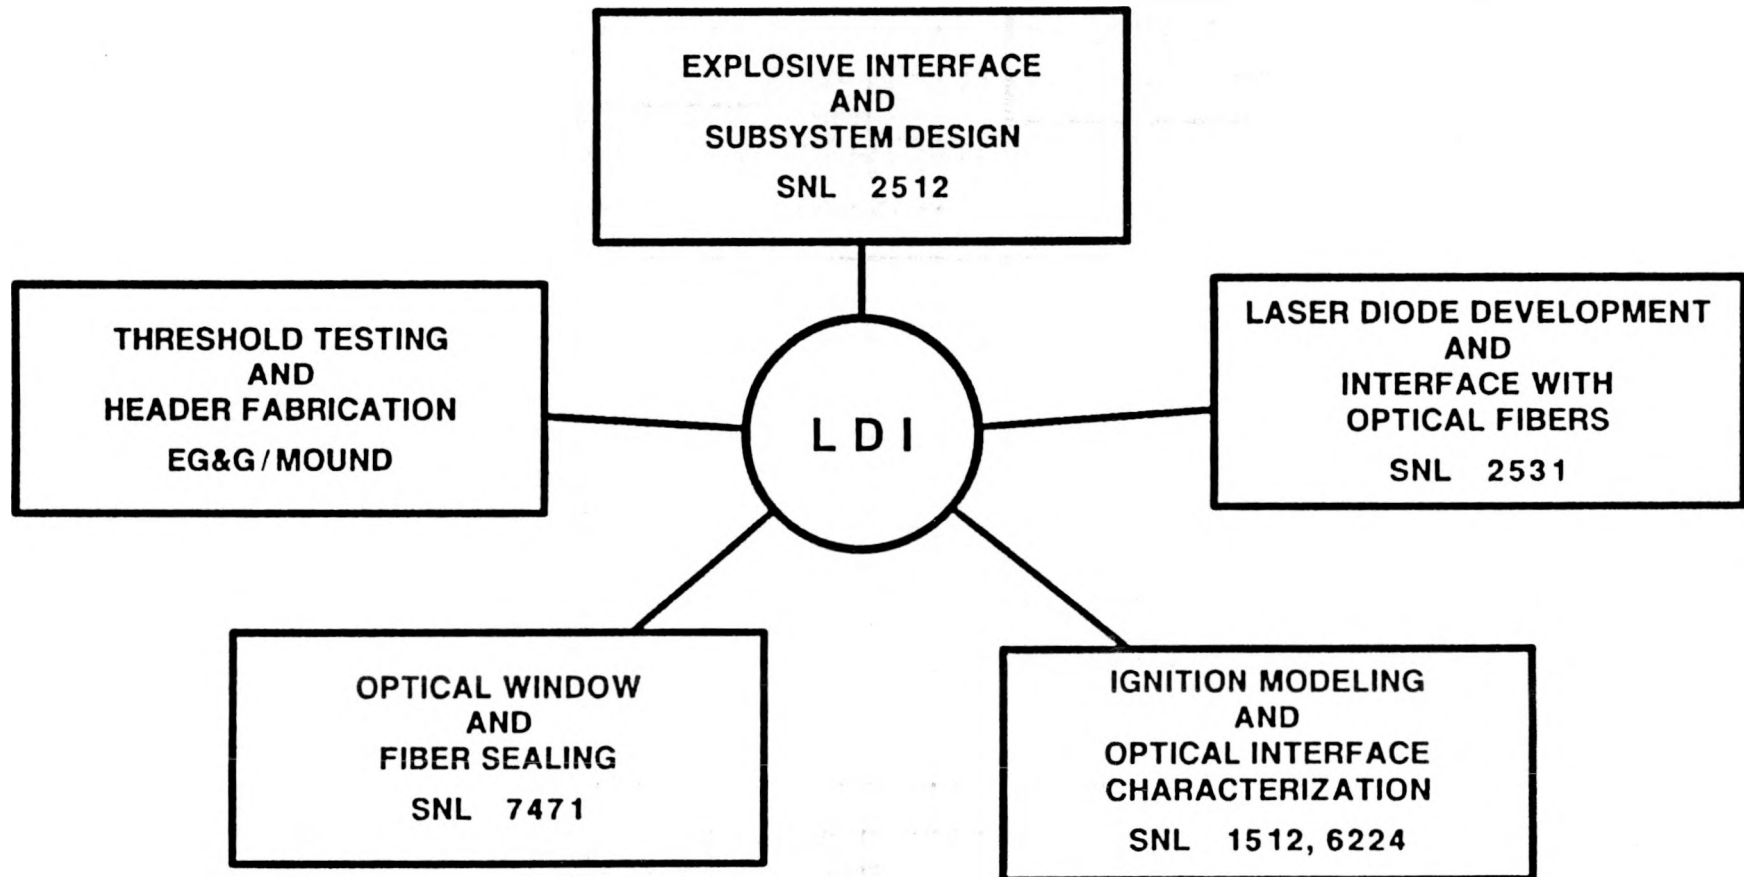 EXPLOSIVE INTERFACE
AND
SUBSYSTEM DESIGN
SNL 2512
THRESHOLD TESTING
AND
HEADER FABRICATION
EG&G/MOUND
LASER DIODE DEVELOPMENT
AND
INTERFACE WITH
OPTICAL FIBERS
SNL 2531
LDI
OPTICAL WINDOW
AND
FIBER SEALING
SNL 7471
IGNITION MODELING
AND
OPTICAL INTERFACE
CHARACTERIZATION
SNL 1512, 6224